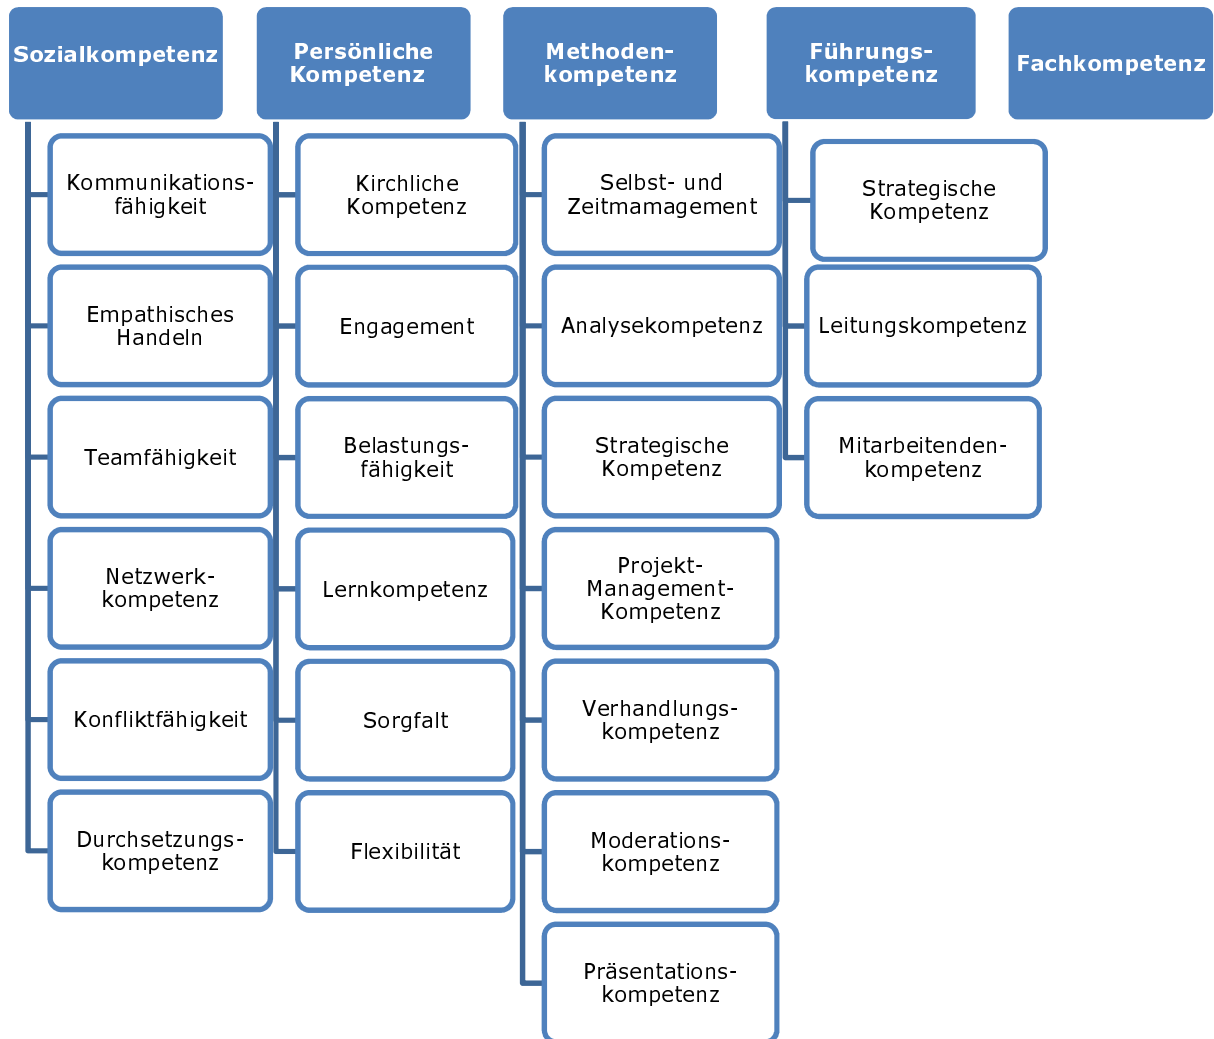 Sozialkompetenz
Kommunikations-
fähigkeit
Empathisches
Handeln
Teamfähigkeit
Netzwerk-
kompetenz
Konfliktfähigkeit
Durchsetzungs-
kompetenz
Persönliche
Kompetenz
Kirchliche
Kompetenz
Engagement
Belastungs-
fähigkeit
Lernkompetenz
Sorgfalt
Flexibilität
Methoden-
kompetenz
Selbst- und
Zeitmamagement
Analysekompetenz
Strategische
Kompetenz
Projekt-
Management-
Kompetenz
Verhandlungs-
kompetenz
Moderations-
kompetenz
Präsentations-
kompetenz
Führungs-
kompetenz
Strategische
Kompetenz
Leitungskompetenz
Mitarbeitenden-
kompetenz
Fachkompetenz